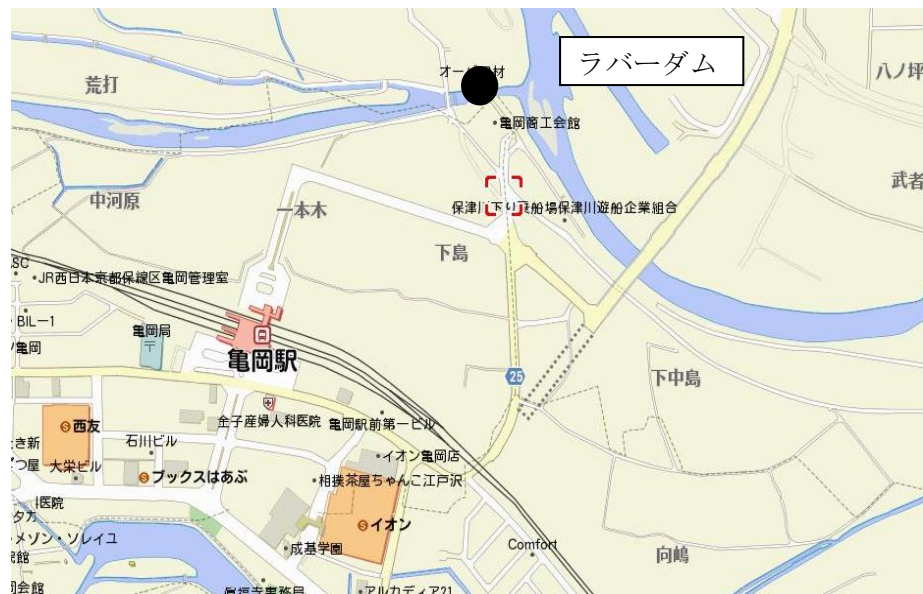 ラバーダム
八ノ坪
荒打
亀岡商工会館
武者
中河原
一本木
保津川下り乗船場保津川遊船企業組合
下島
JR西日本京都保線区亀岡管理室
BIL−1
亀岡局
亀岡
亀岡駅
25
下中島
金子産婦人科医院
亀岡駅前第一ビル
西友
石川ビル
き新
イオン亀岡店
つ屋
大栄ビル
ブックスはあぶ
相撲茶屋ちゃんこ江戸沢
医院
夕方
イオン
メゾン・ソレイユ
成基学園
Comfort
向嶋
会館
アルカディア21